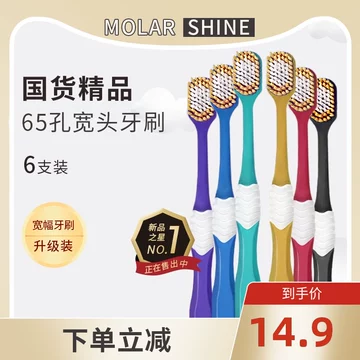 MOLAR SHINE
国货精品
65孔宽头牙刷
6支装
宽幅牙刷
升级装
新品
之星
NO.1
正在售出中
到手价
下单立减
14.9